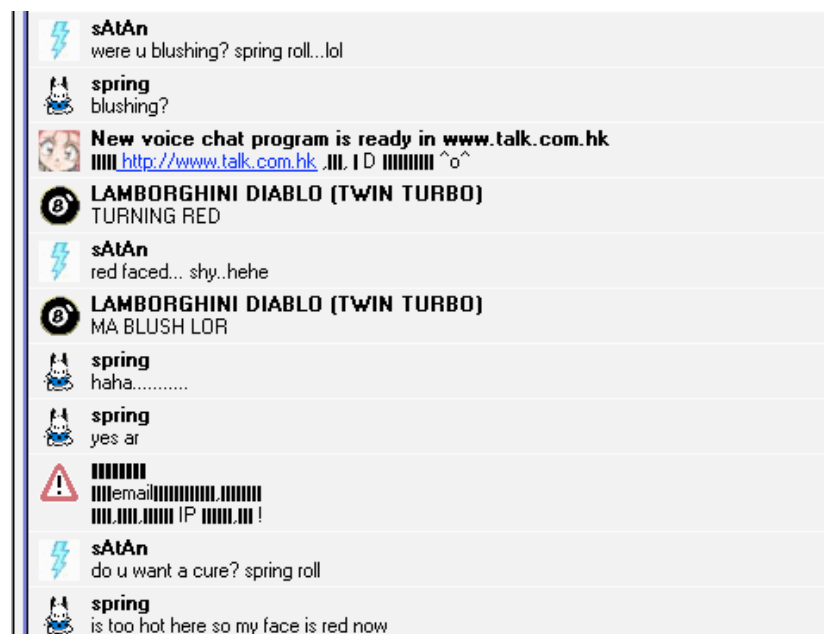 sAtAn
were u blushing? spring roll...lol
spring
blushing?
New voice chat program is ready in www.talk.com.hk
http://www.talk.com.hk , , D ^o^
LAMBORGHINI DIABLO (TWIN TURBO)
TURNING RED
sAtAn
red faced... shy..hehe
LAMBORGHINI DIABLO (TWIN TURBO)
MA BLUSH LOR
spring
haha...........
spring
yes ar
email
IP !
sAtAn
do u want a cure? spring roll
spring
is too hot here so my face is red now